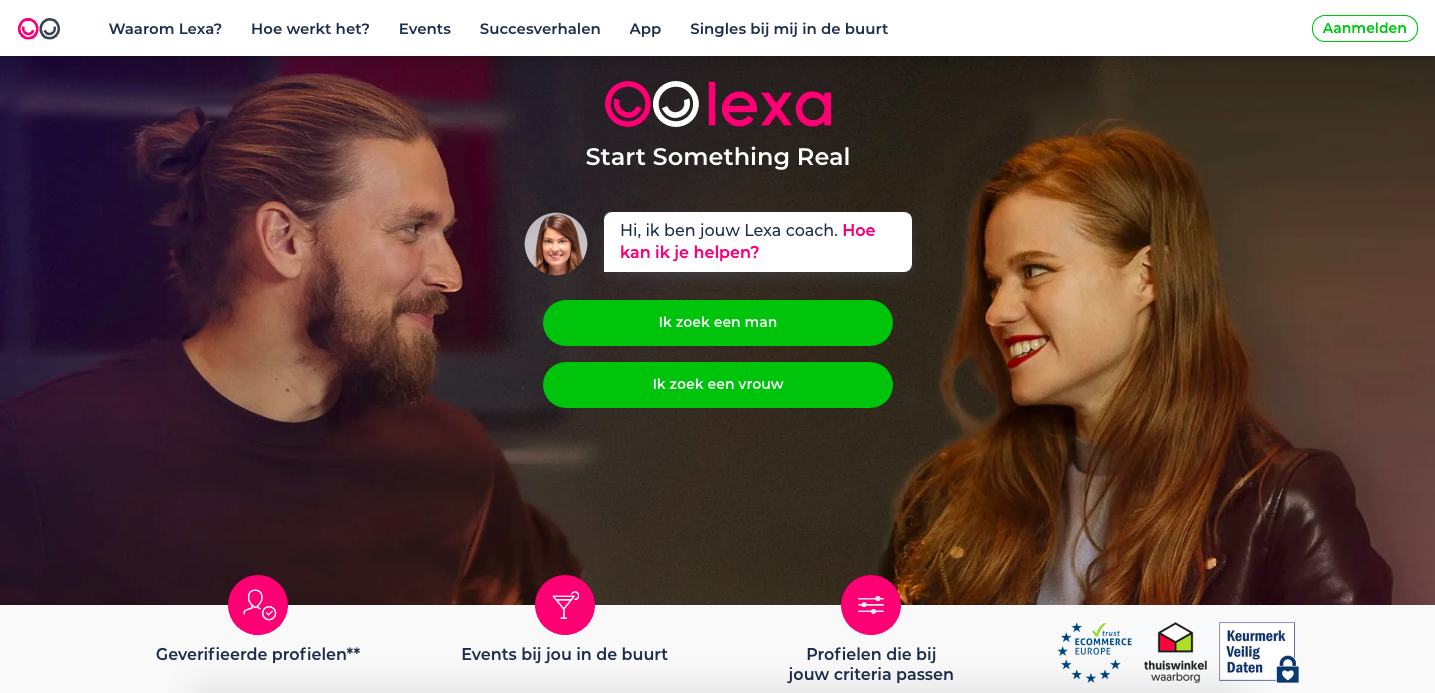 Waarom Lexa? Hoe werkt het? Events Succesverhalen App Singles bij mij in de buurt Aanmelden
lexa
Start Something Real
Hi, ik ben jouw Lexa coach. Hoe
kan ik je helpen?
Ik zoek een man
Ik zoek een vrouw
Geverifieerde profielen**
Events bij jou in de buurt
Profielen die bij
jouw criteria passen
trust
ECOMMERCE
EUROPE
thuiswinkel
waarborg
Keurmerk
Veilig
Daten